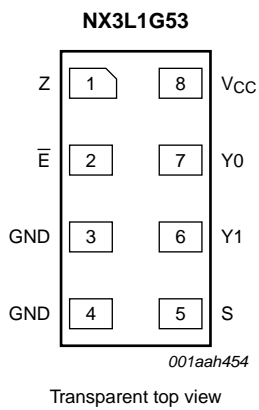 NX3L1G53
Z 1 8 VCC
E̅ 2 7 Y0
GND 3 6 Y1
GND 4 5 S
001aah454
Transparent top view